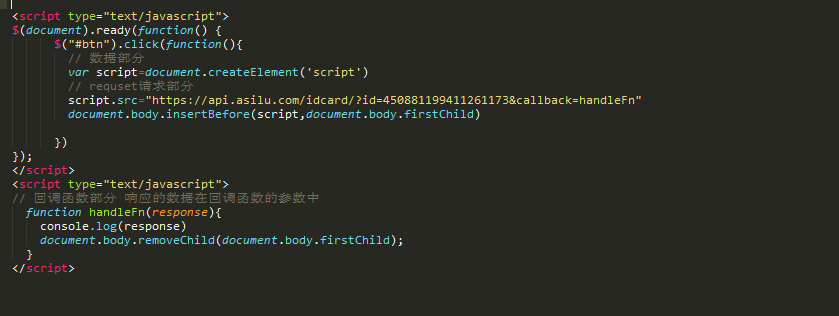 <script type="text/javascript">
$(document).ready(function() {
$("#btn").click(function(){
// 数据部分
var script=document.createElement('script')
// requset请求部分
script.src="https://api.asilu.com/idcard/?id=450881199411261173&callback=handleFn"
document.body.insertBefore(script,document.body.firstChild)
})
});
</script>
<script type="text/javascript">
// 回调函数部分 响应的数据在回调函数的参数中
function handleFn(response){
console.log(response)
document.body.removeChild(document.body.firstChild);
}
</script>